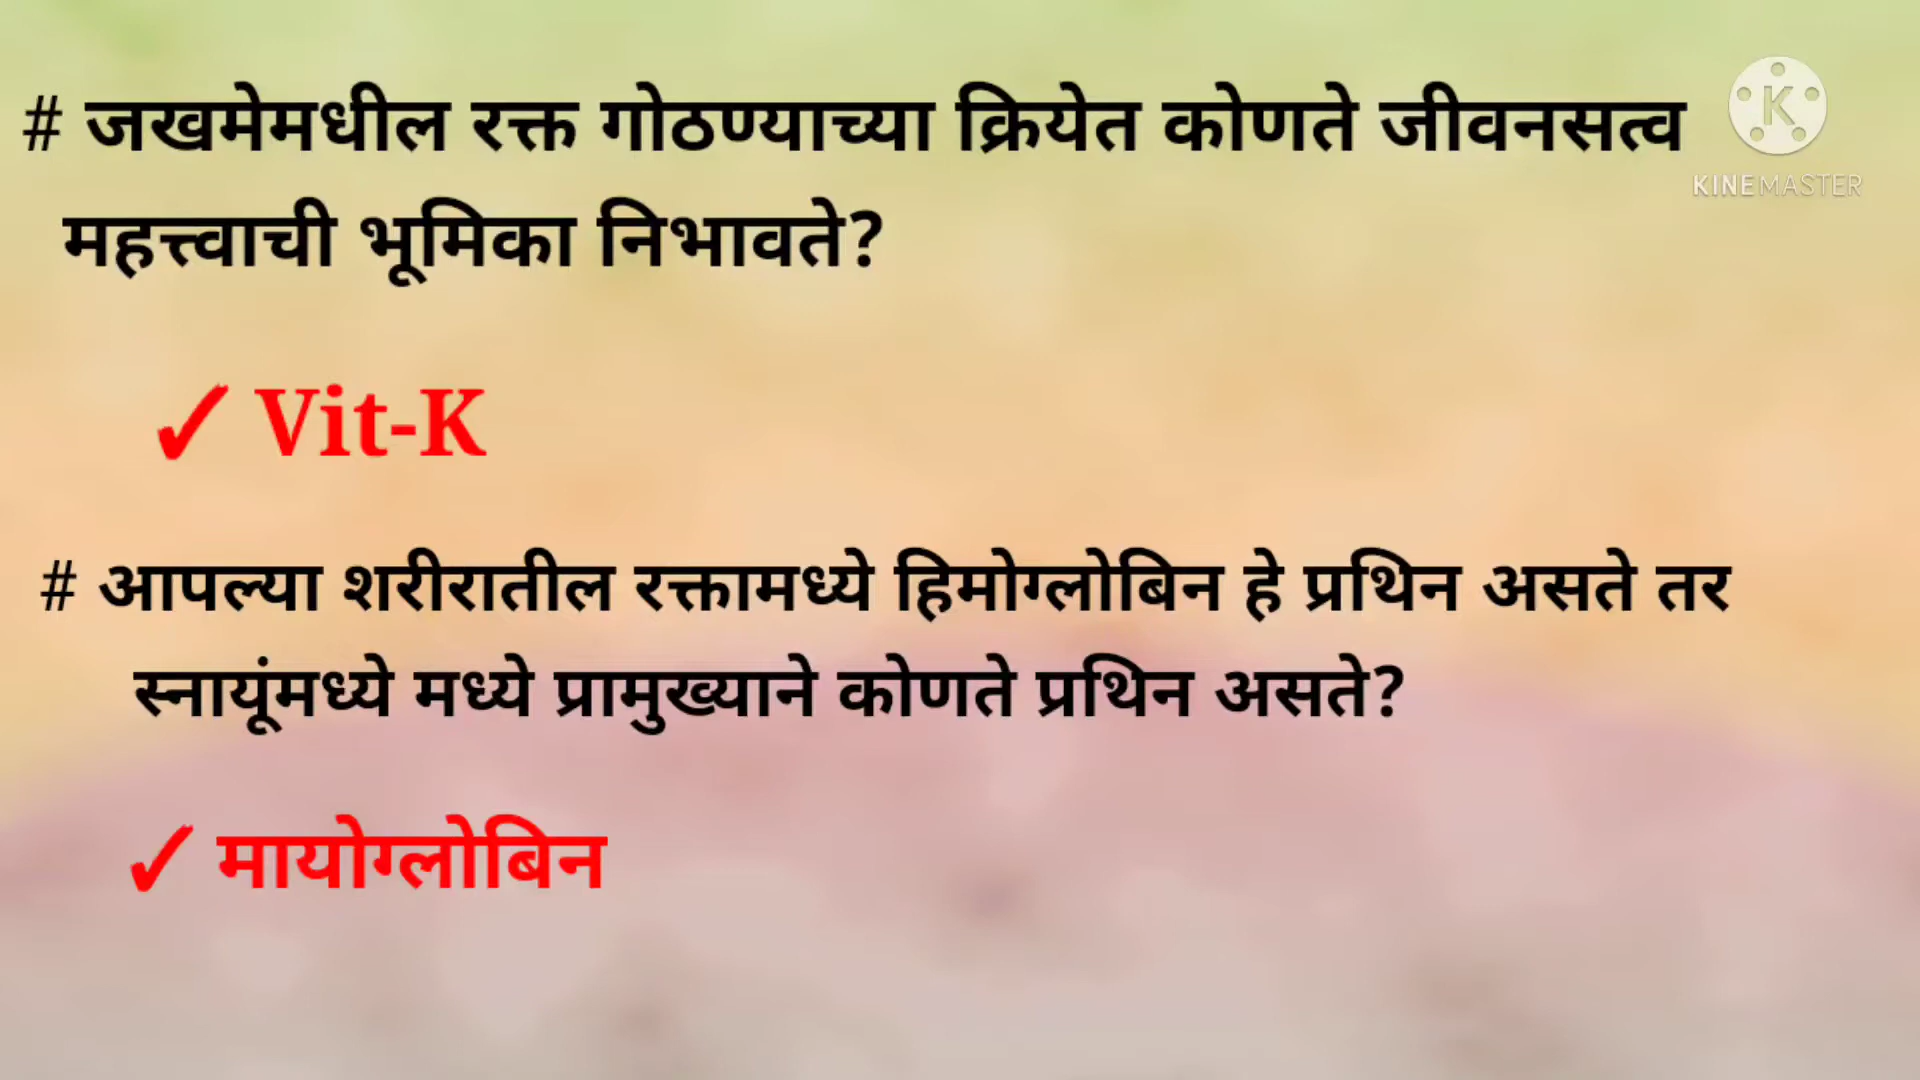 # जखमेमधील रक्त गोठण्याच्या क्रियेत कोणते जीवनसत्व
महत्त्वाची भूमिका निभावते?
K
KINEMASTER
✓ Vit-K
# आपल्या शरीरातील रक्तामध्ये हिमोग्लोबिन हे प्रथिन असते तर
स्नायूंमध्ये मध्ये प्रामुख्याने कोणते प्रथिन असते?
✓ मायोग्लोबिन